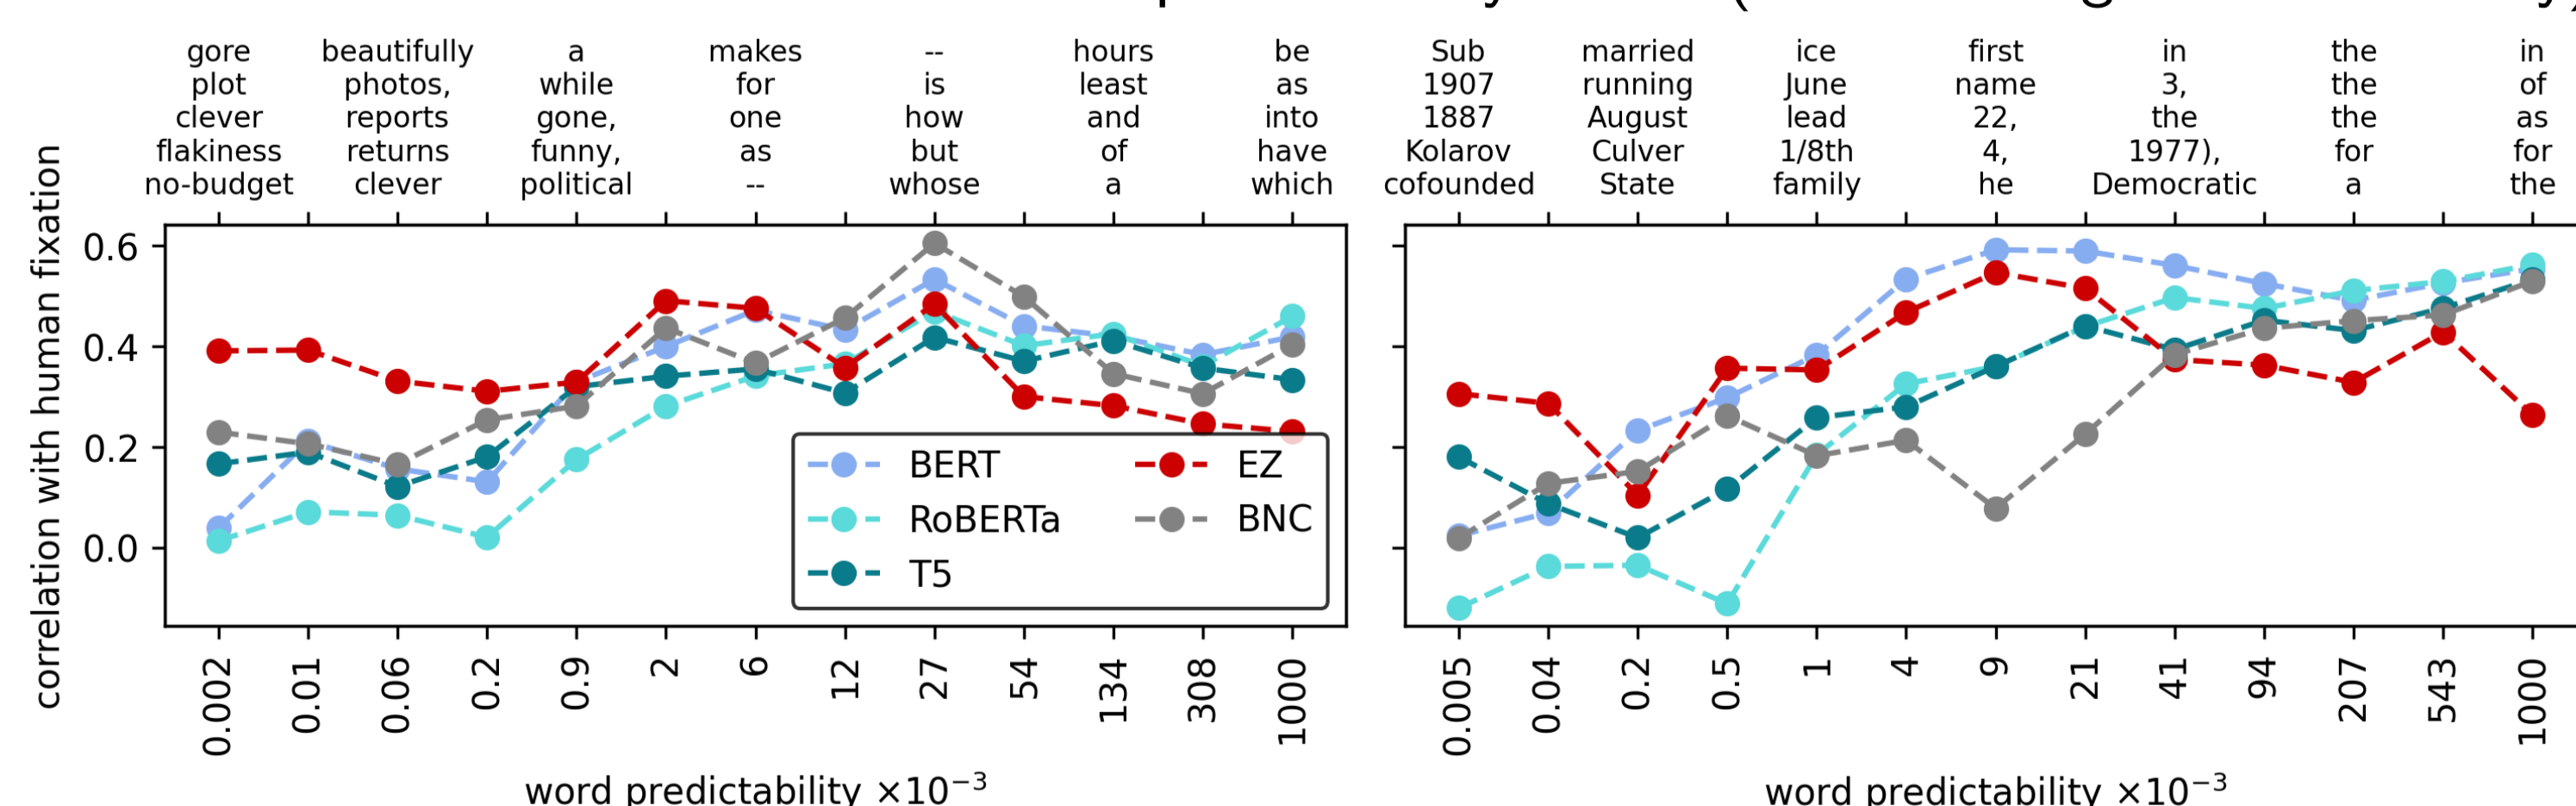 gore beautifully a makes -- hours be
plot photos, while for is least as
clever reports gone, one how and into
flakiness returns funny, as but of have
no-budget clever political -- whose a which
Sub married ice first in the in
1907 running June name 3, the of
1887 August lead 22, the the as
Kolarov Culver 1/8th 4, 1977), for for
cofounded State family he Democratic a the
correlation with human fixation
0.6
0.4
0.2
0.0
BERT
RoBERTa
T5
EZ
BNC
0.002 0.01 0.06 0.2 0.9 2 6 12 27 54 134 308 1000
word predictability ×10⁻³
0.005 0.04 0.2 0.5 1 4 9 21 41 94 207 543 1000
word predictability ×10⁻³